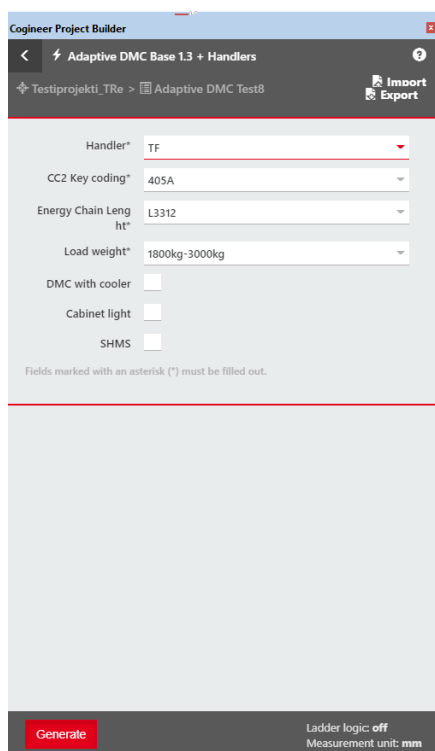 Cogineer Project Builder
Adaptive DMC Base 1.3 + Handlers
Testiprojekti_TRe > Adaptive DMC Test8
Import
Export
Handler* TF
CC2 Key coding* 405A
Energy Chain Leng
ht* L3312
Load weight* 1800kg-3000kg
DMC with cooler
Cabinet light
SHMS
Fields marked with an asterisk (*) must be filled out.
Generate
Ladder logic: off
Measurement unit: mm